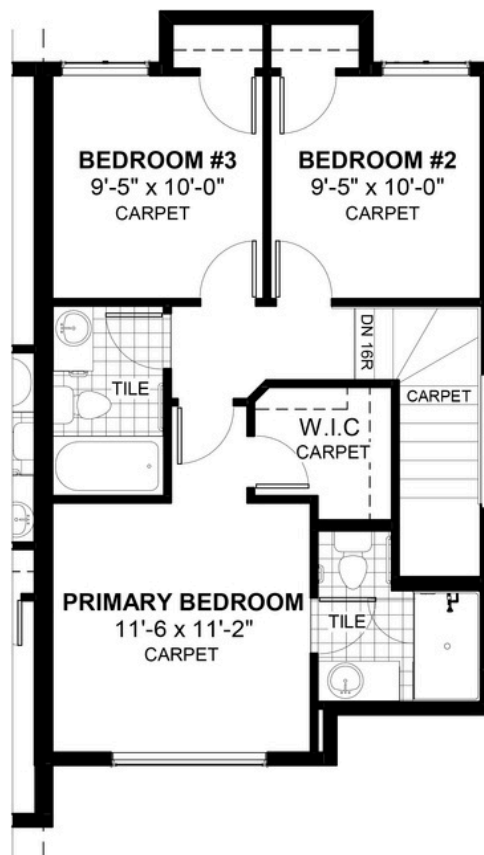 BEDROOM #3
9'-5" x 10'-0"
CARPET
BEDROOM #2
9'-5" x 10'-0"
CARPET
DN 16R
TILE
CARPET
W.I.C
CARPET
PRIMARY BEDROOM
11'-6 x 11'-2"
CARPET
TILE